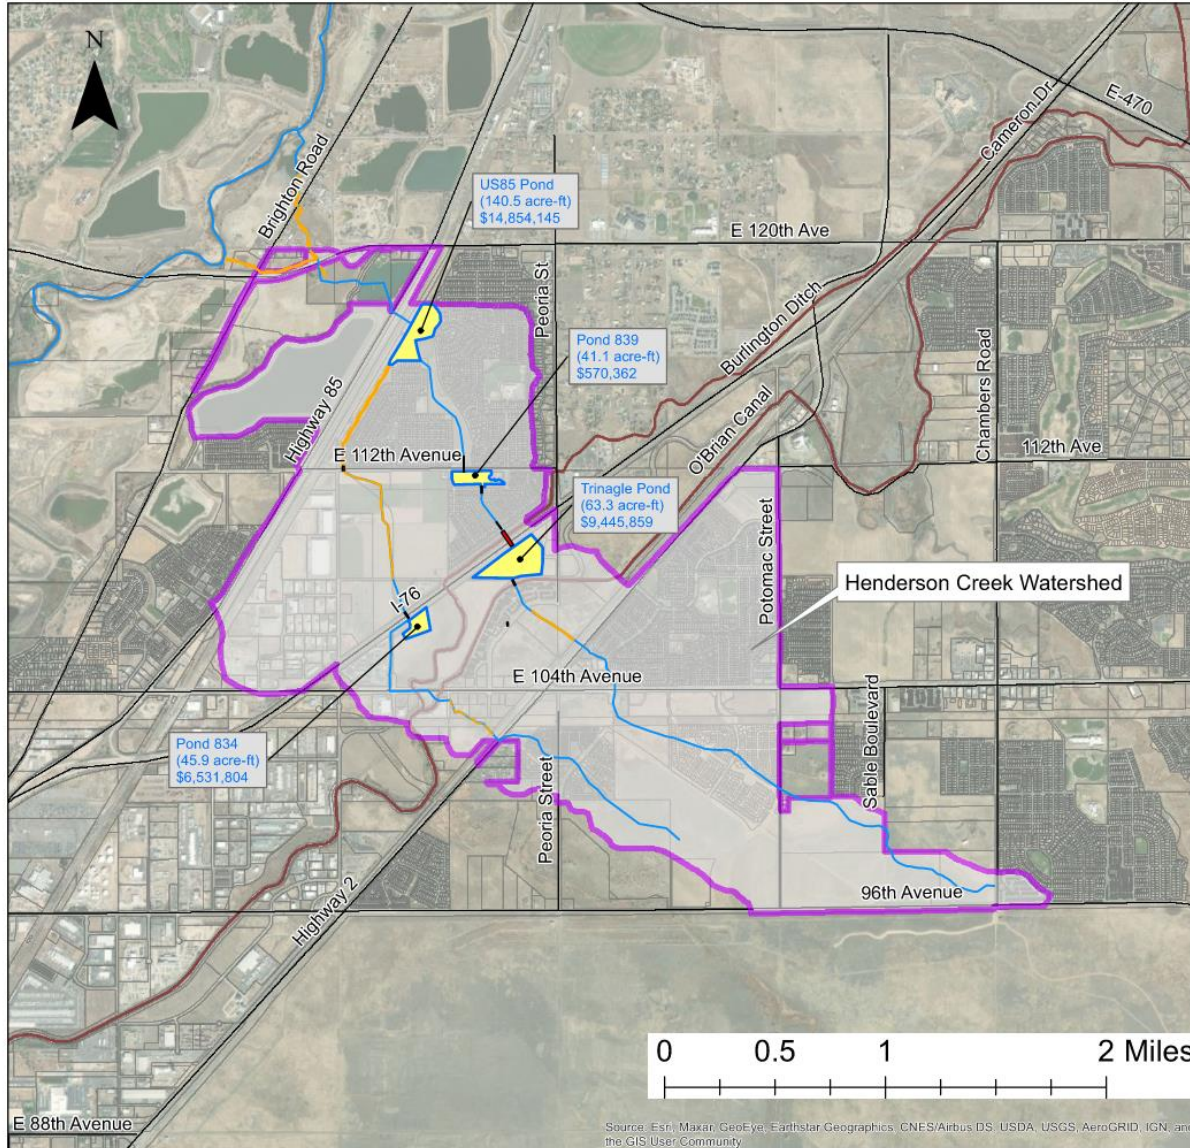 N
E-470
Cameron Dr
Brighton Road
US85 Pond
(140.5 acre-ft)
$14,854,145
E 120th Ave
Peoria St
Burlington Ditch
Pond 839
(41.1 acre-ft)
$570,362
Chambers Road
Highway 85
O'Brian Canal
E 112th Avenue
112th Ave
Trinagle Pond
(63.3 acre-ft)
$9,445,859
Potomac Street
Henderson Creek Watershed
I-76
E 104th Avenue
Sable Boulevard
Pond 834
(45.9 acre-ft)
$6,531,804
Peoria Street
96th Avenue
Highway 2
0 0.5 1 2 Miles
E 88th Avenue
Source: Esri, Maxar, GeoEye, Earthstar Geographics, CNES/Airbus DS, USDA, USGS, AeroGRID, IGN, and
the GIS User Community